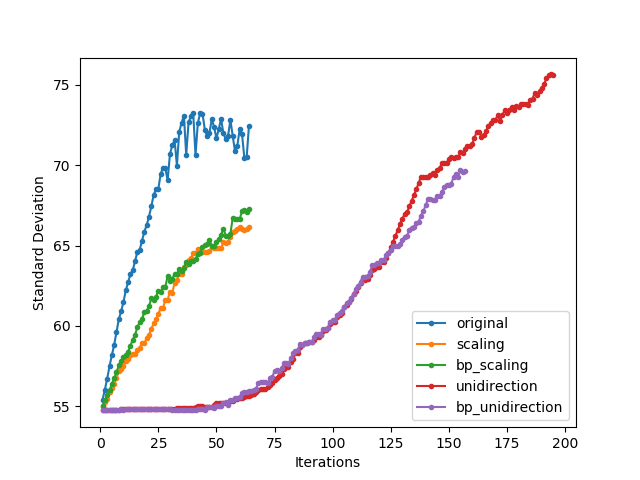 75
70
65
60
55
Standard Deviation
0
25
50
75
100
125
150
175
200
Iterations
original
scaling
bp_scaling
unidirection
bp_unidirection